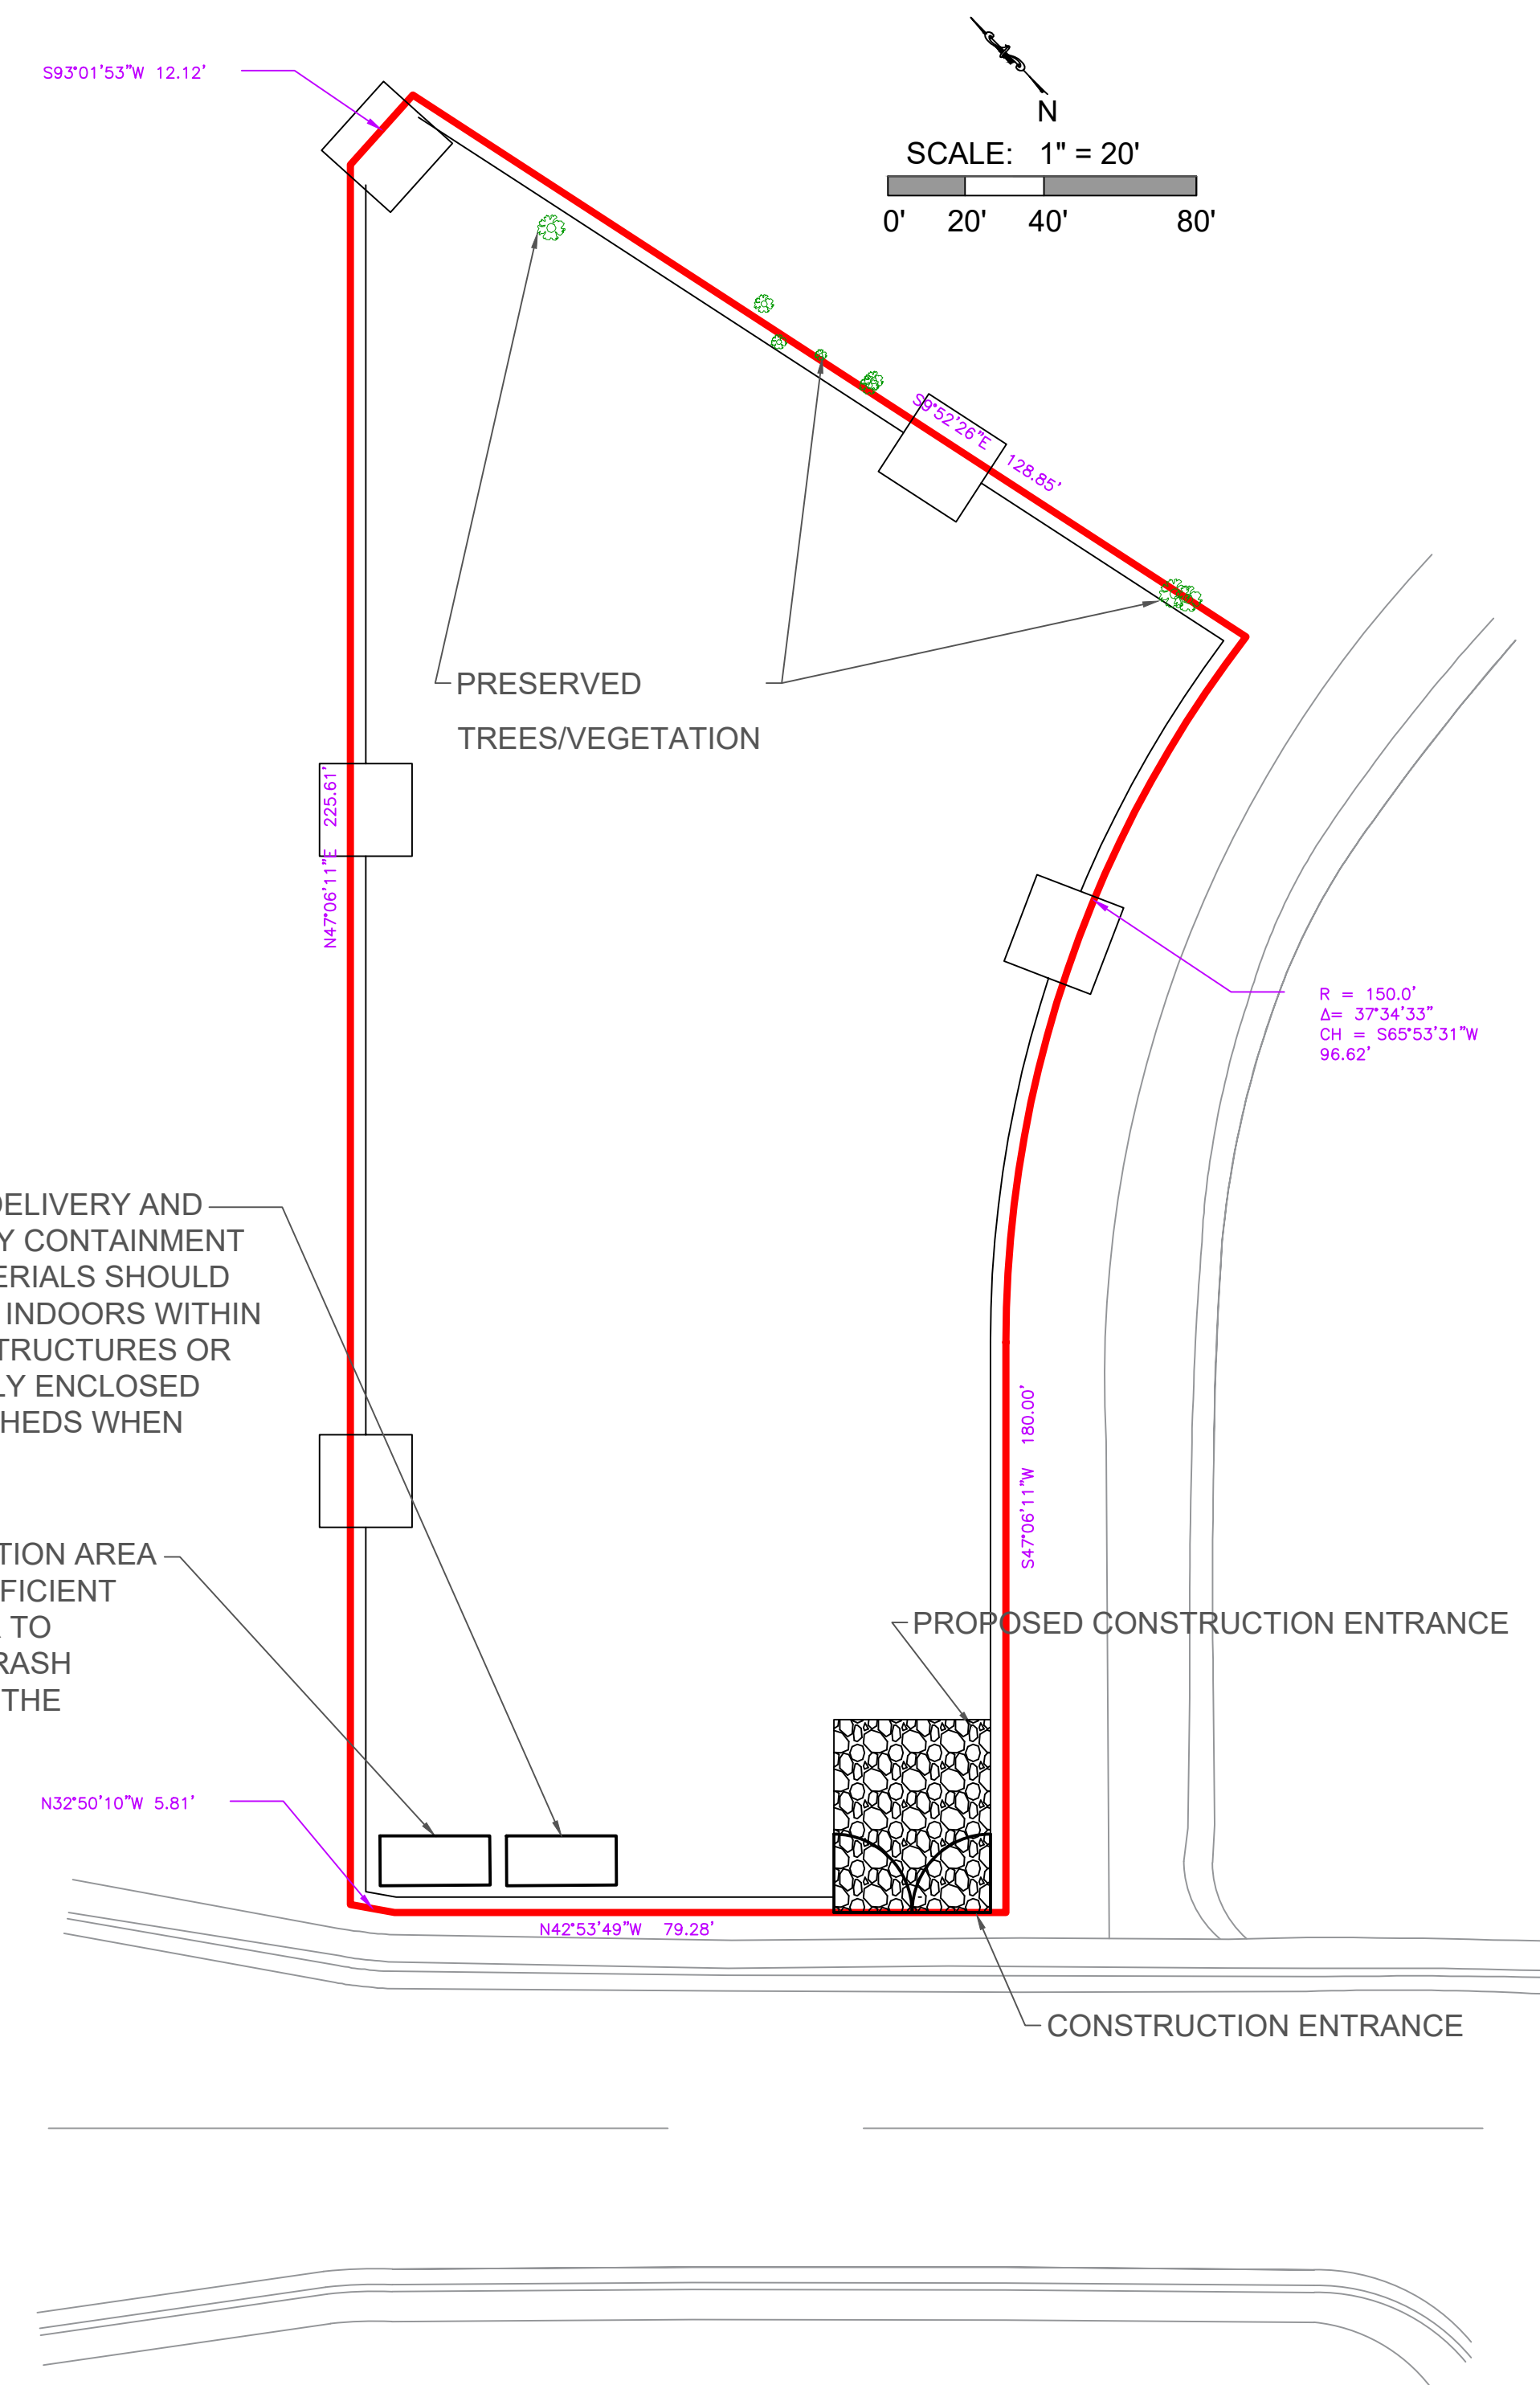 S93°01'53"W 12.12'
N
SCALE: 1" = 20'
0' 20' 40' 80'
S9°52'26"E 128.85'
PRESERVED
TREES/VEGETATION
N47°06'11"E 225.61'
R = 150.0'
Δ= 37°34'33"
CH = S65°53'31"W
96.62'
DELIVERY AND
Y CONTAINMENT
ERIALS SHOULD
INDOORS WITHIN
TRUCTURES OR
LY ENCLOSED
HEDS WHEN
S47°06'11"W 180.00'
TION AREA
FICIENT
TO
RASH
THE
PROPOSED CONSTRUCTION ENTRANCE
N32°50'10"W 5.81'
N42°53'49"W 79.28'
CONSTRUCTION ENTRANCE